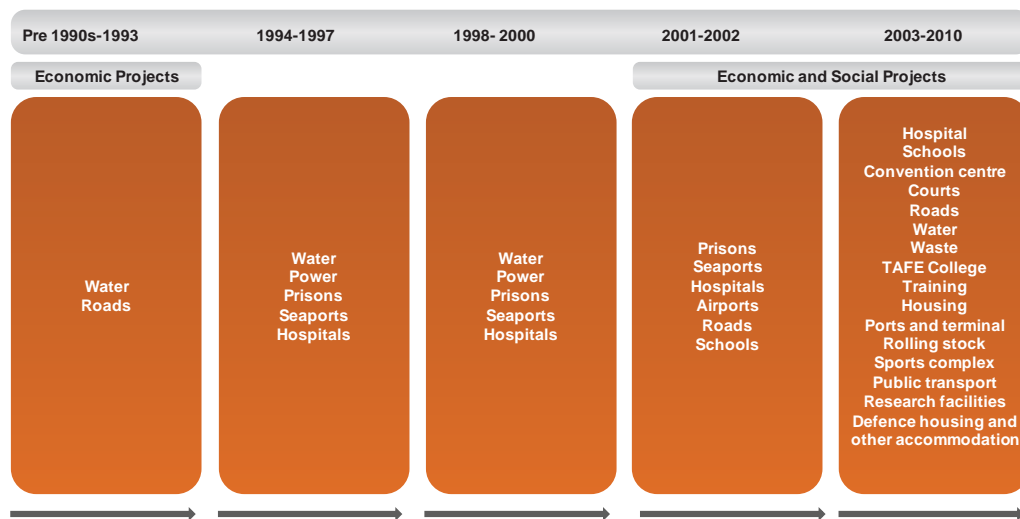 Pre 1990s-1993
1994-1997
1998- 2000
2001-2002
2003-2010
Economic Projects
Economic and Social Projects
Water
Roads
Water
Power
Prisons
Seaports
Hospitals
Water
Power
Prisons
Seaports
Hospitals
Prisons
Seaports
Hospitals
Airports
Roads
Schools
Hospital
Schools
Convention centre
Courts
Roads
Water
Waste
TAFE College
Training
Housing
Ports and terminal
Rolling stock
Sports complex
Public transport
Research facilities
Defence housing and
other accommodation